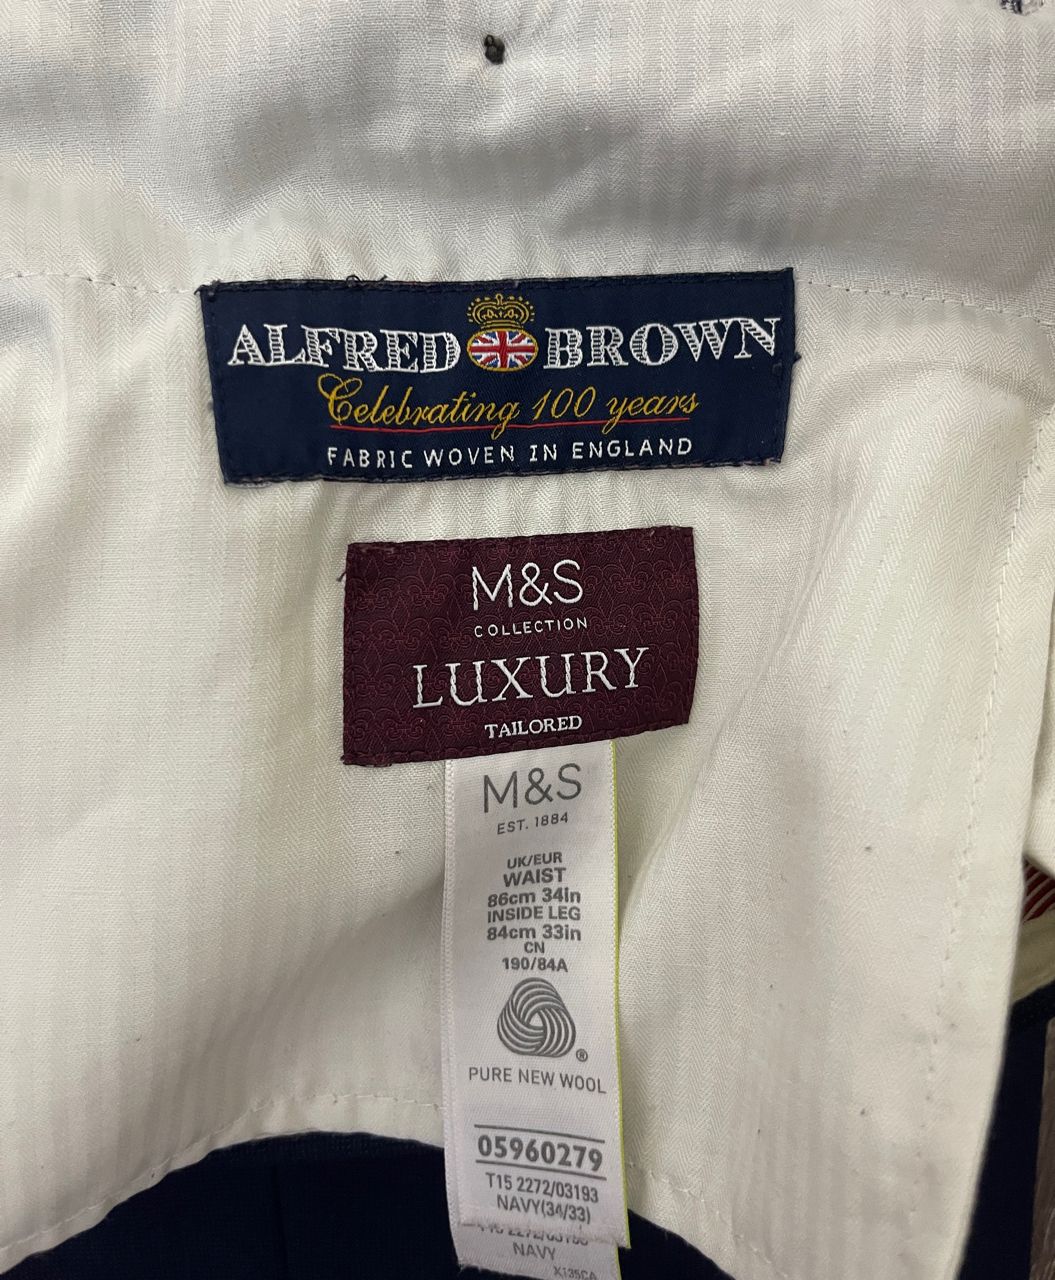 ALFRED BROWN
Celebrating 100 years
FABRIC WOVEN IN ENGLAND
M&S
COLLECTION
LUXURY
TAILORED
M&S
EST. 1884
UK/EUR
WAIST
86cm 34in
INSIDE LEG
84cm 33in
CN
190/84A
®
PURE NEW WOOL
05960279
T15 2272/03193
NAVY(34/33)
NAVY